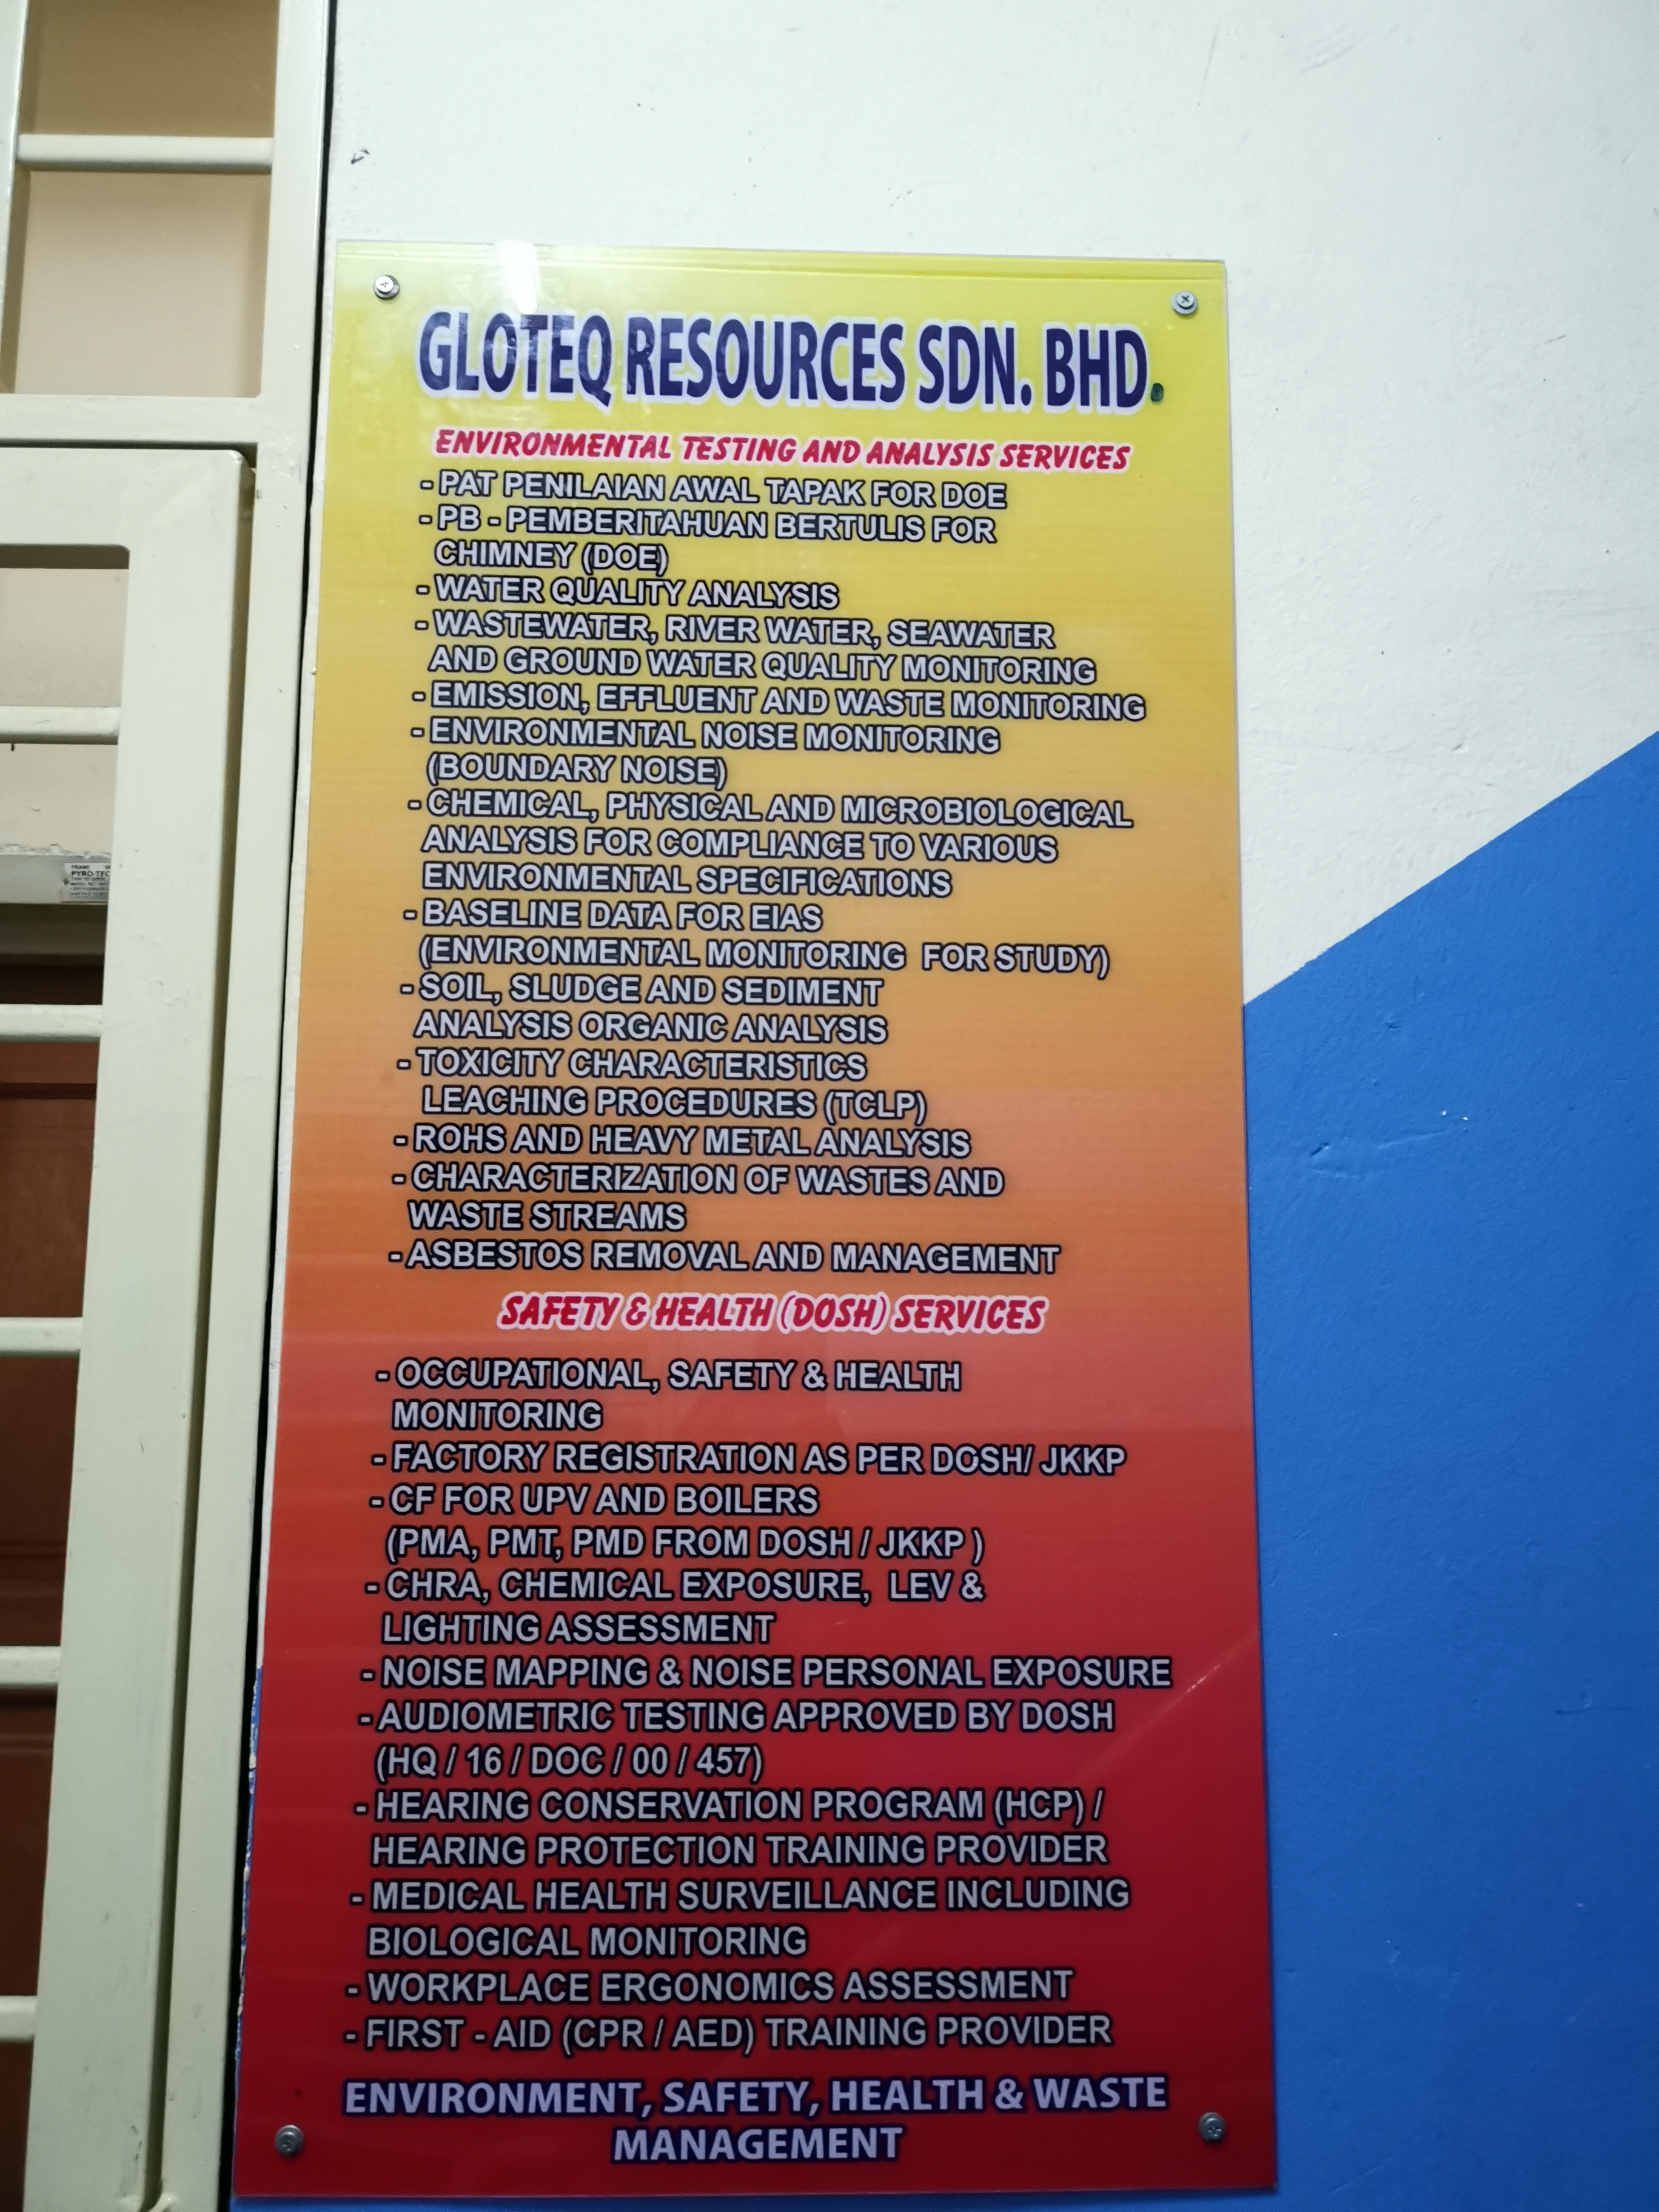 GLOTEQ RESOURCES SDN. BHD.
ENVIRONMENTAL TESTING AND ANALYSIS SERVICES
- PAT PENILAIAN AWAL TAPAK FOR DOE
- PB - PEMBERITAHUAN BERTULIS FOR
CHIMNEY (DOE)
- WATER QUALITY ANALYSIS
- WASTEWATER, RIVER WATER, SEAWATER
AND GROUND WATER QUALITY MONITORING
- EMISSION, EFFLUENT AND WASTE MONITORING
- ENVIRONMENTAL NOISE MONITORING
(BOUNDARY NOISE)
- CHEMICAL, PHYSICAL AND MICROBIOLOGICAL
ANALYSIS FOR COMPLIANCE TO VARIOUS
ENVIRONMENTAL SPECIFICATIONS
- BASELINE DATA FOR EIAS
(ENVIRONMENTAL MONITORING FOR STUDY)
- SOIL, SLUDGE AND SEDIMENT
ANALYSIS ORGANIC ANALYSIS
- TOXICITY CHARACTERISTICS
LEACHING PROCEDURES (TCLP)
- ROHS AND HEAVY METAL ANALYSIS
- CHARACTERIZATION OF WASTES AND
WASTE STREAMS
- ASBESTOS REMOVAL AND MANAGEMENT
SAFETY & HEALTH (DOSH) SERVICES
- OCCUPATIONAL, SAFETY & HEALTH
MONITORING
- FACTORY REGISTRATION AS PER DOSH/ JKKP
- CF FOR UPV AND BOILERS
(PMA, PMT, PMD FROM DOSH / JKKP )
- CHRA, CHEMICAL EXPOSURE, LEV &
LIGHTING ASSESSMENT
- NOISE MAPPING & NOISE PERSONAL EXPOSURE
- AUDIOMETRIC TESTING APPROVED BY DOSH
(HQ / 16 / DOC / 00 / 457)
- HEARING CONSERVATION PROGRAM (HCP) /
HEARING PROTECTION TRAINING PROVIDER
- MEDICAL HEALTH SURVEILLANCE INCLUDING
BIOLOGICAL MONITORING
- WORKPLACE ERGONOMICS ASSESSMENT
- FIRST - AID (CPR / AED) TRAINING PROVIDER
ENVIRONMENT, SAFETY, HEALTH & WASTE
MANAGEMENT
PYRO-TEC